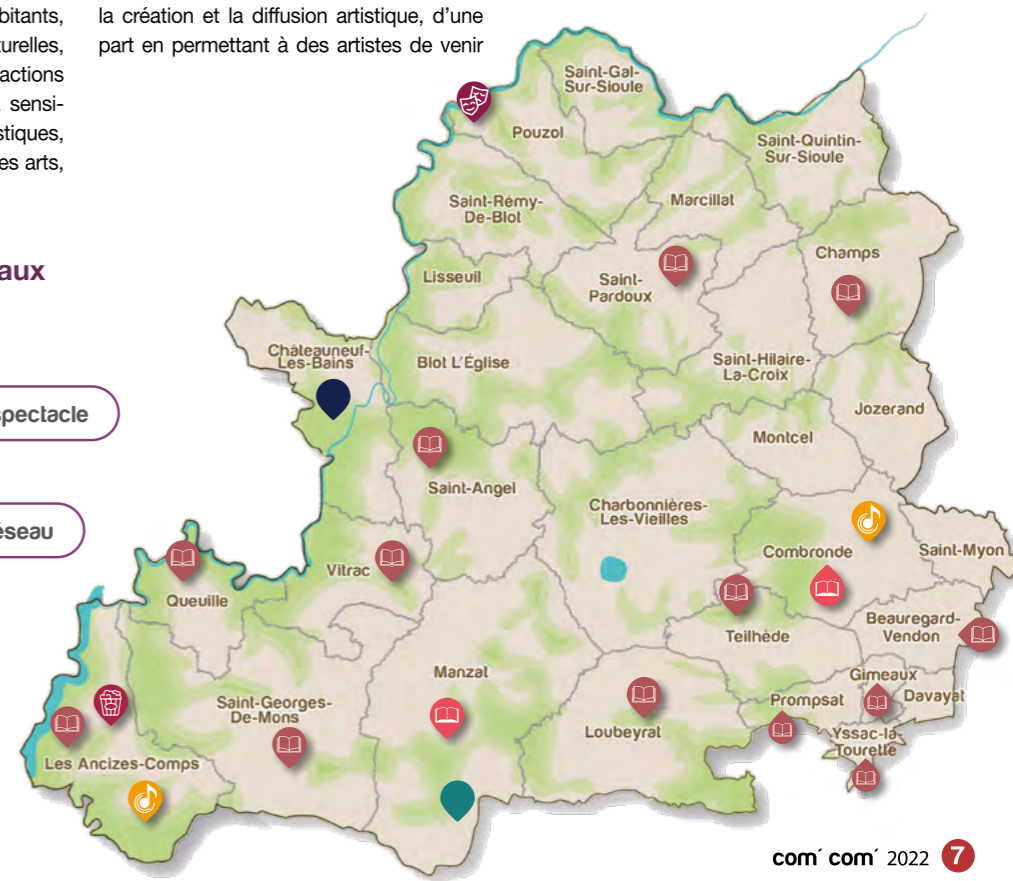 bitants,
urelles,
actions
sensi-
stiques,
es arts,
la création et la diffusion artistique, d'une
part en permettant à des artistes de venir
aux
spectacle
éseau
Saint-Gal-
Sur-Sioule
Pouzol
Saint-Quintin-
Sur-Sioule
Saint-Rémy-
De-Blot
Marcillat
Champs
Lisseuil
Saint-
Pardoux
Châteauneuf-
Les-Bains
Blot L'Église
Saint-Hilaire-
La-Croix
Jozerand
Montcel
Saint-Angel
Charbonnières-
Les-Vieilles
Combronde
Saint-Myon
Vitrac
Queuille
Beauregard-
Vendon
Teilhède
Manzat
Gimeaux
Saint-Georges-
De-Mons
Prompsat
Davayat
Loubeyrat
Yssac-la-
Tourette
Les Ancizes-Comps
com' com' 2022 7